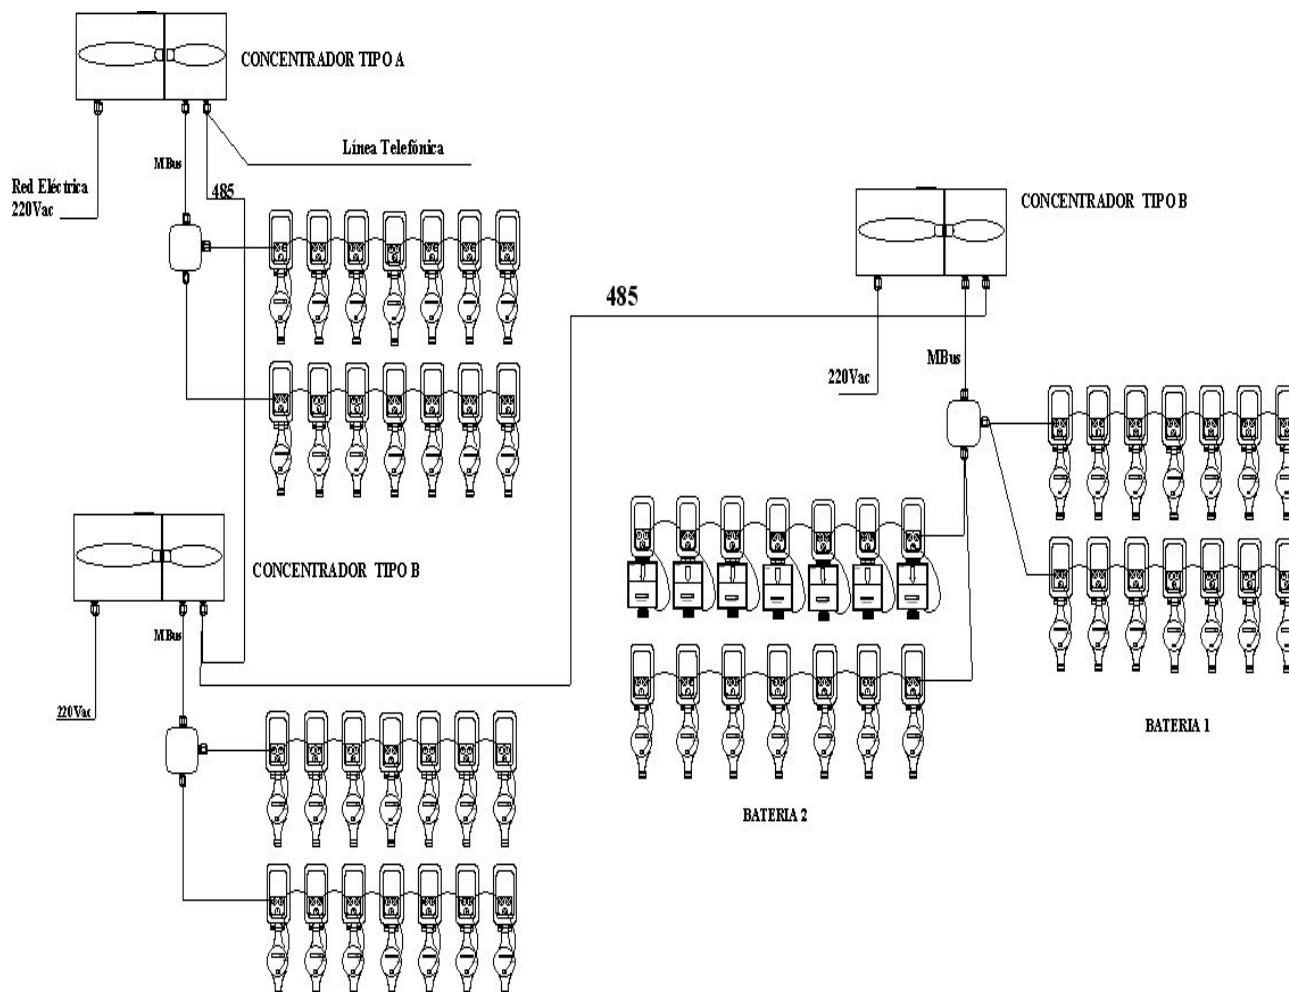 CONCENTRADOR TIPO A
Línea Telefónica
MBus
485
Red Eléctrica
220Vac
CONCENTRADOR TIPO B
485
MBus
220Vac
CONCENTRADOR TIPO B
MBus
220Vac
BATERIA 1
BATERIA 2